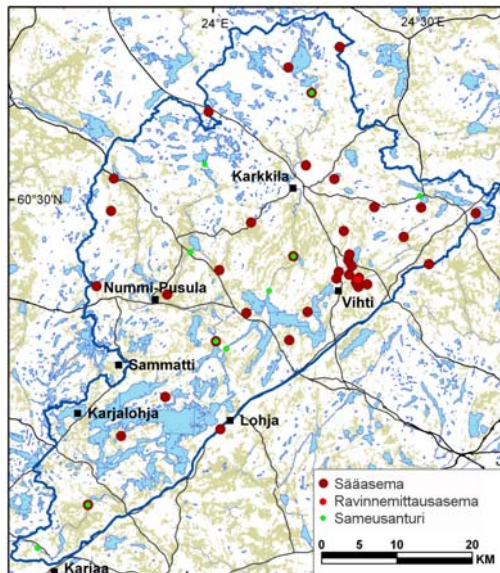 24°E
24°30'E
60°30'N
Karkkila
Nummi-Pusula
Vihti
Sammatti
Karjalohja
Lohja
Karjaa
Sääasema
Ravinnemittausasema
Sameusanturi
0 5 10 20
KM